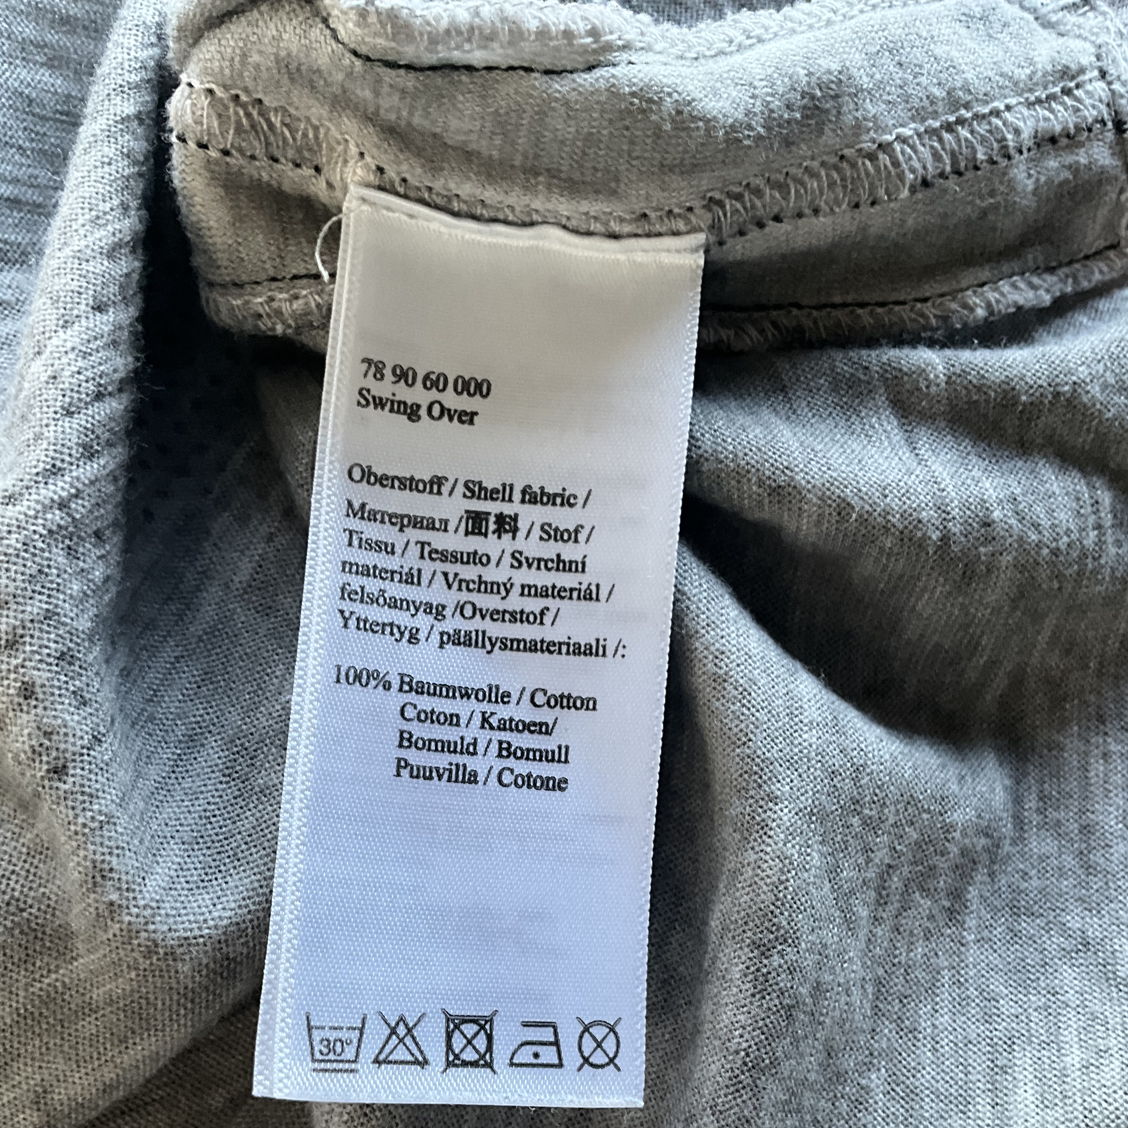 78 90 60 000
Swing Over
Oberstoff / Shell fabric /
Материал /面料 / Stof /
Tissu / Tessuto / Svrchní
materiál / Vrchný materiál /
felsőanyag /Overstof /
Yttertyg / päällysmateriaali /:
100% Baumwolle / Cotton
Coton / Katoen/
Bomuld / Bomull
Puuvilla / Cotone
30°